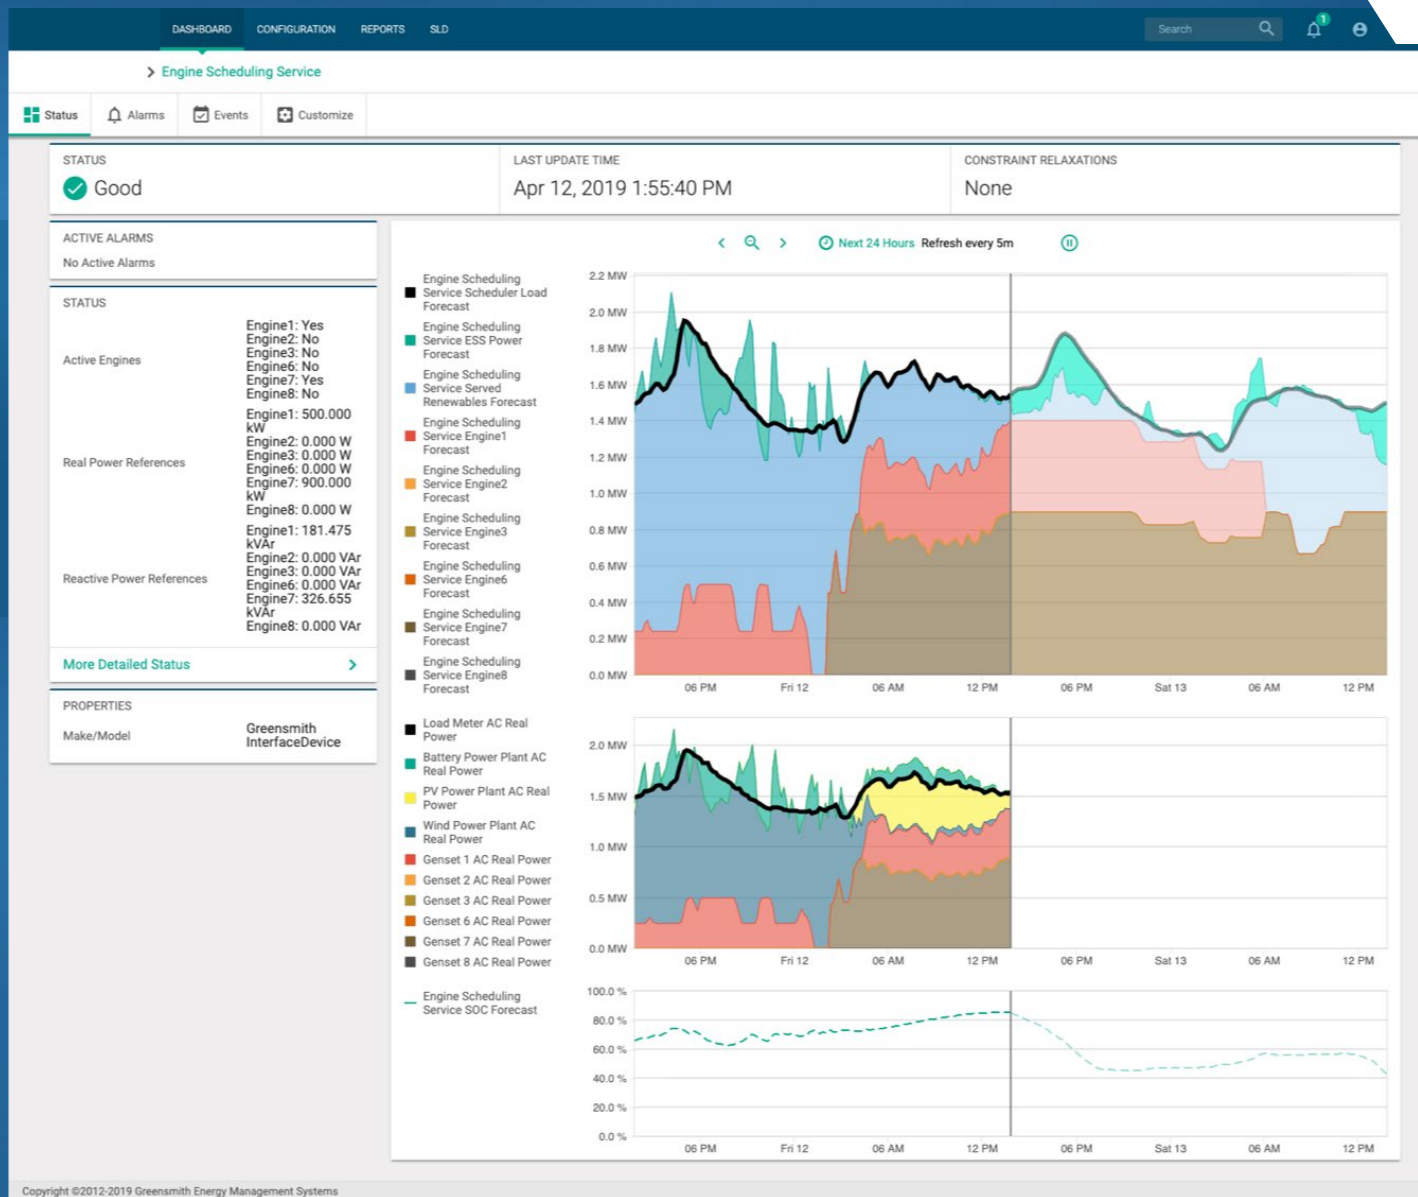 DASHBOARD CONFIGURATION REPORTS SLD Search 1
Engine Scheduling Service
Status Alarms Events Customize
STATUS
Good
LAST UPDATE TIME
Apr 12, 2019 1:55:40 PM
CONSTRAINT RELAXATIONS
None
ACTIVE ALARMS
No Active Alarms
STATUS
Active Engines
Engine1: Yes
Engine2: No
Engine3: No
Engine6: No
Engine7: Yes
Engine8: No
Real Power References
Engine1: 500.000
kW
Engine2: 0.000 W
Engine3: 0.000 W
Engine6: 0.000 W
Engine7: 900.000
kW
Engine8: 0.000 W
Reactive Power References
Engine1: 181.475
kVAr
Engine2: 0.000 VAr
Engine3: 0.000 VAr
Engine6: 0.000 VAr
Engine7: 326.655
kVAr
Engine8: 0.000 VAr
More Detailed Status
PROPERTIES
Make/Model
Greensmith
InterfaceDevice
Next 24 Hours Refresh every 5m
Engine Scheduling
Service Scheduler Load
Forecast
Engine Scheduling
Service ESS Power
Forecast
Engine Scheduling
Service Served
Renewables Forecast
Engine Scheduling
Service Engine1
Forecast
Engine Scheduling
Service Engine2
Forecast
Engine Scheduling
Service Engine3
Forecast
Engine Scheduling
Service Engine6
Forecast
Engine Scheduling
Service Engine7
Forecast
Engine Scheduling
Service Engine8
Forecast
2.2 MW
2.0 MW
1.8 MW
1.6 MW
1.4 MW
1.2 MW
1.0 MW
0.8 MW
0.6 MW
0.4 MW
0.2 MW
0.0 MW
06 PM Fri 12 06 AM 12 PM 06 PM Sat 13 06 AM 12 PM
Load Meter AC Real
Power
Battery Power Plant AC
Real Power
PV Power Plant AC Real
Power
Wind Power Plant AC
Real Power
Genset 1 AC Real Power
Genset 2 AC Real Power
Genset 3 AC Real Power
Genset 6 AC Real Power
Genset 7 AC Real Power
Genset 8 AC Real Power
2.0 MW
1.5 MW
1.0 MW
0.5 MW
0.0 MW
06 PM Fri 12 06 AM 12 PM 06 PM Sat 13 06 AM 12 PM
Engine Scheduling
Service SOC Forecast
100.0 %
80.0 %
60.0 %
40.0 %
20.0 %
0.0 %
06 PM Fri 12 06 AM 12 PM 06 PM Sat 13 06 AM 12 PM
Copyright ©2012-2019 Greensmith Energy Management Systems